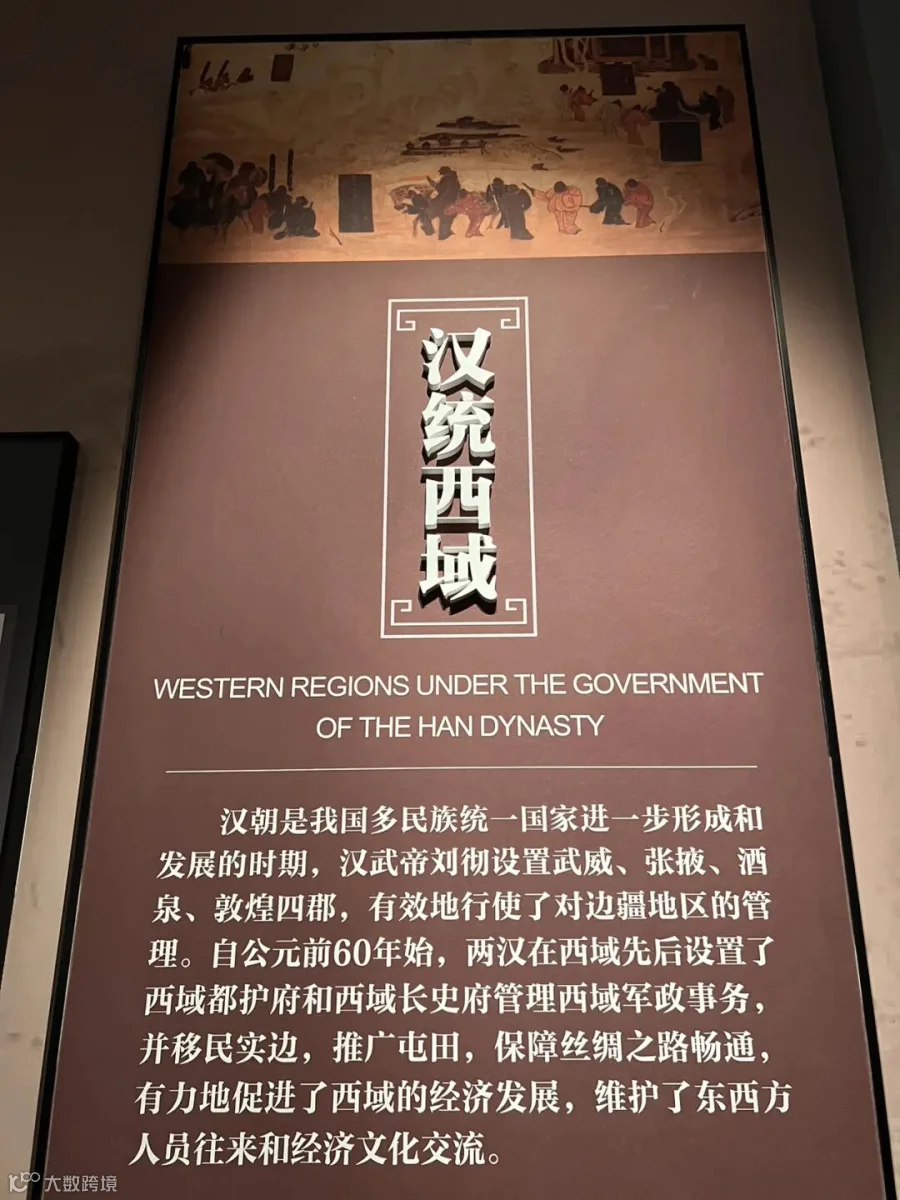 汉统西域
WESTERN REGIONS UNDER THE GOVERNMENT
OF THE HAN DYNASTY
汉朝是我国多民族统一国家进一步形成和
发展的时期，汉武帝刘彻设置武威、张掖、酒
泉、敦煌四郡，有效地行使了对边疆地区的管
理。自公元前60年始，两汉在西域先后设置了
西域都护府和西域长史府管理西域军政事务，
并移民实边，推广屯田，保障丝绸之路畅通，
有力地促进了西域的经济发展，维护了东西方
人员往来和经济文化交流。
大数跨境